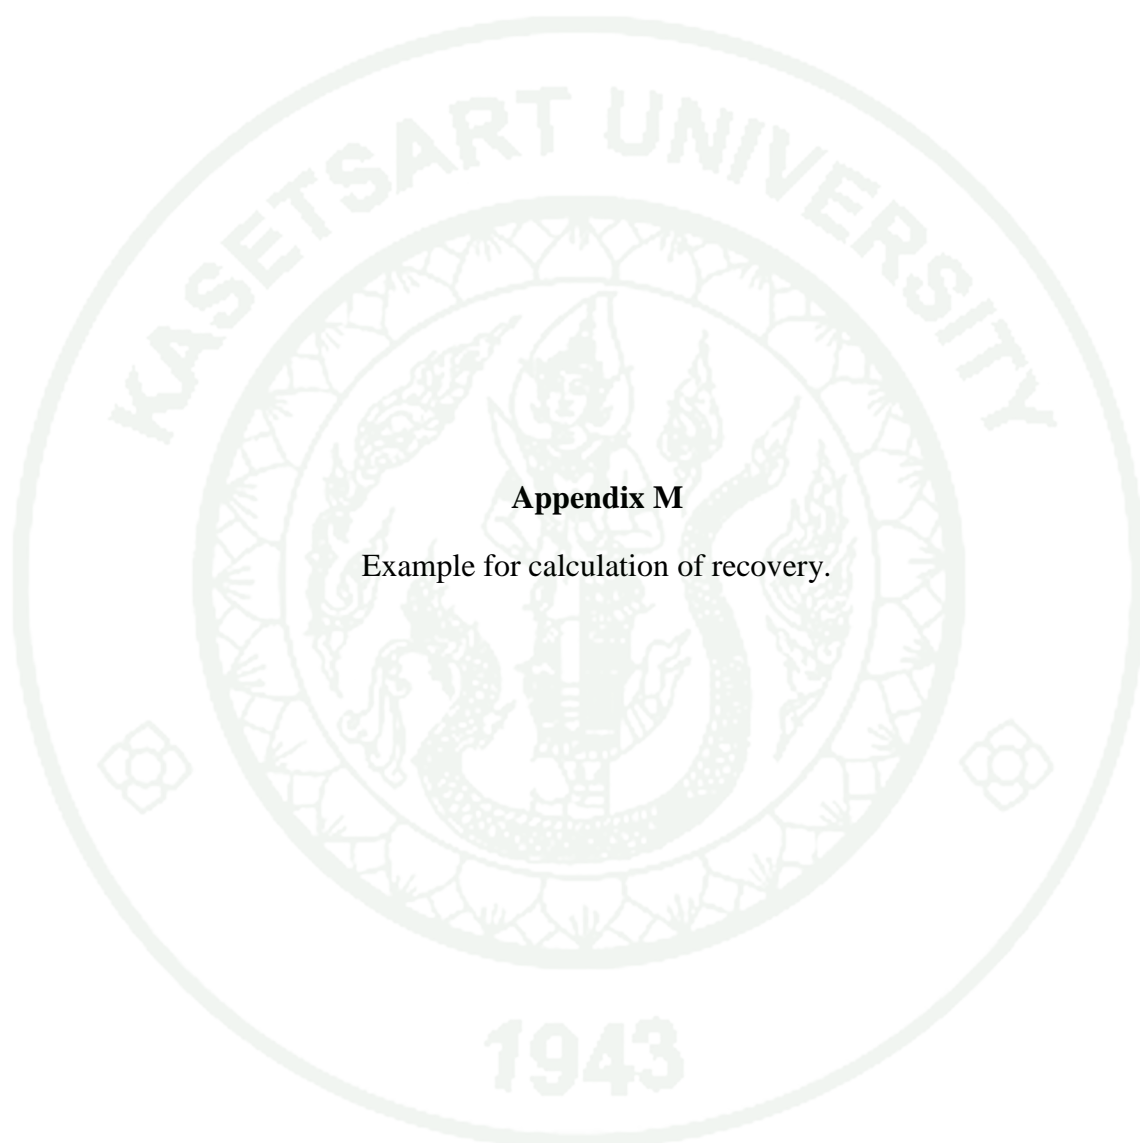 KASETSART UNIVERSITY
Appendix M
Example for calculation of recovery.
1943